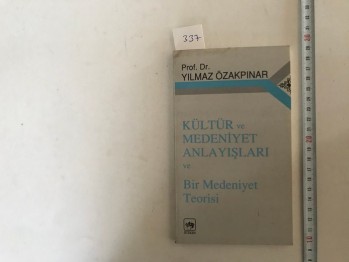 337
Prof. Dr.
YILMAZ ÖZAKPINAR
KÜLTÜR ve
MEDENİYET
ANLAYIŞLARI
ve
Bir Medeniyet
Teorisi